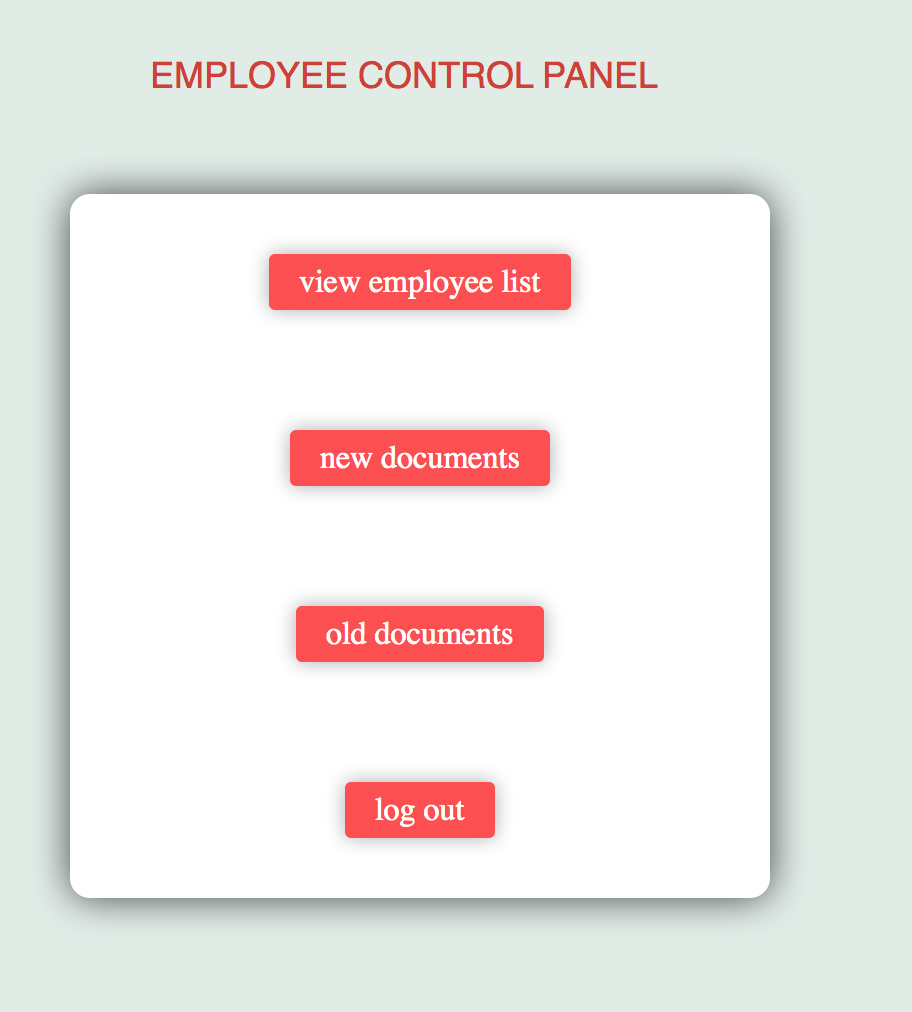 EMPLOYEE CONTROL PANEL
view employee list
new documents
old documents
log out